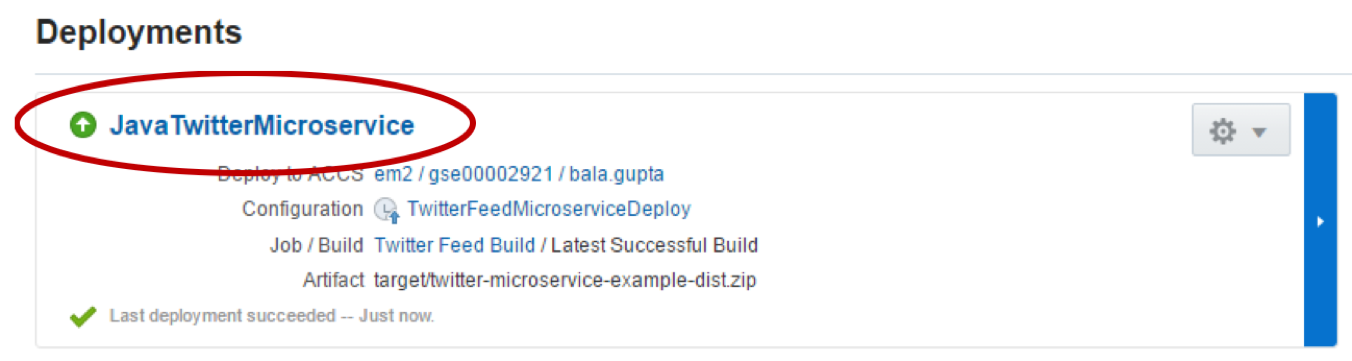 Deployments
JavaTwitterMicroservice
Deploy to ACCS em2 / gse00002921 / bala.gupta
Configuration TwitterFeedMicroserviceDeploy
Job / Build Twitter Feed Build / Latest Successful Build
Artifact target/twitter-microservice-example-dist.zip
Last deployment succeeded -- Just now.